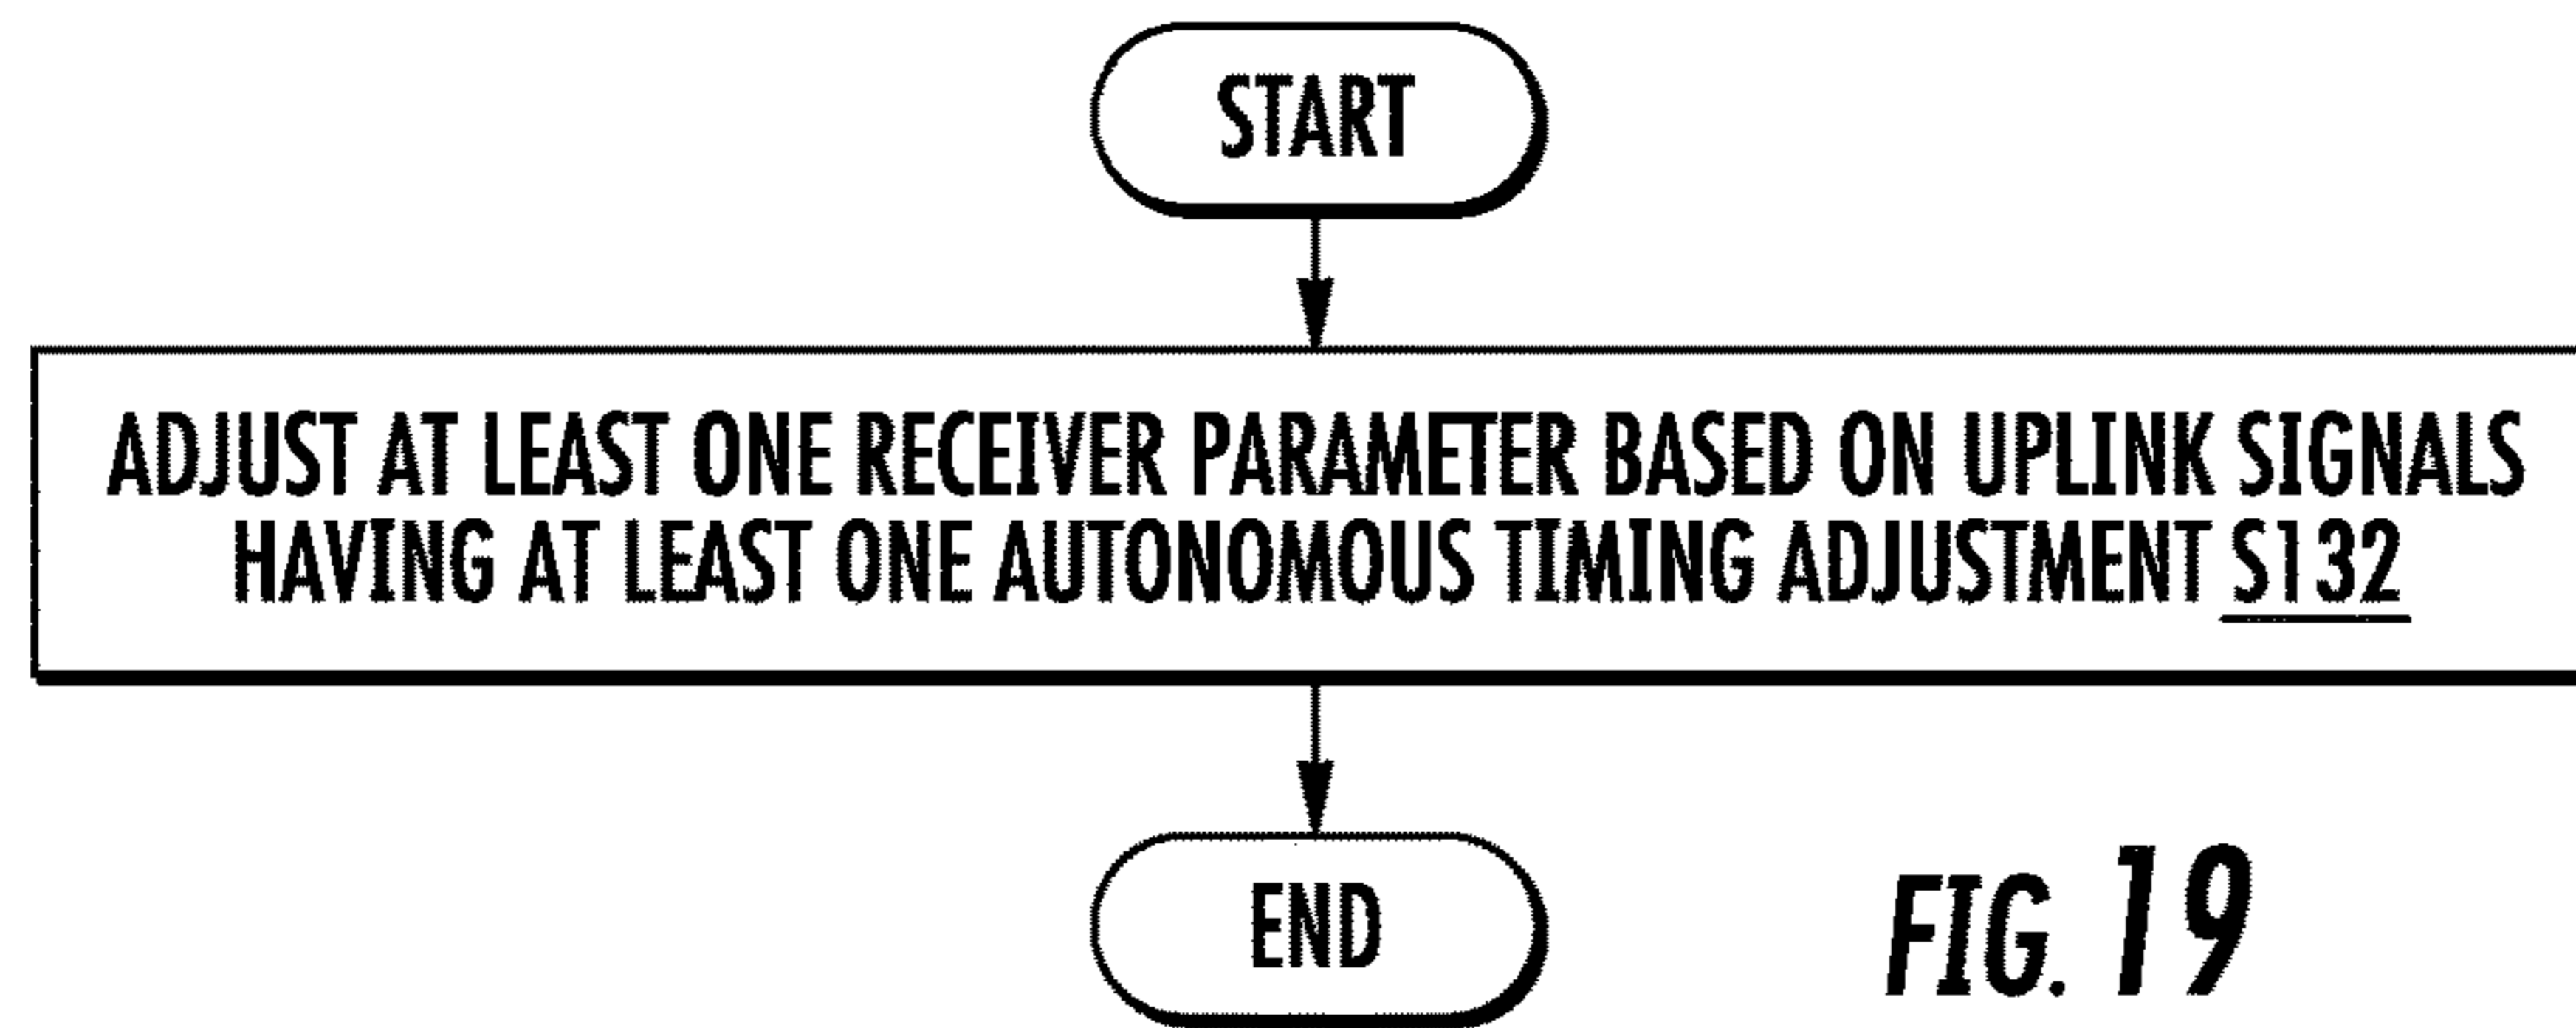 START
ADJUST AT LEAST ONE RECEIVER PARAMETER BASED ON UPLINK SIGNALS
HAVING AT LEAST ONE AUTONOMOUS TIMING ADJUSTMENT S132
END
FIG. 19